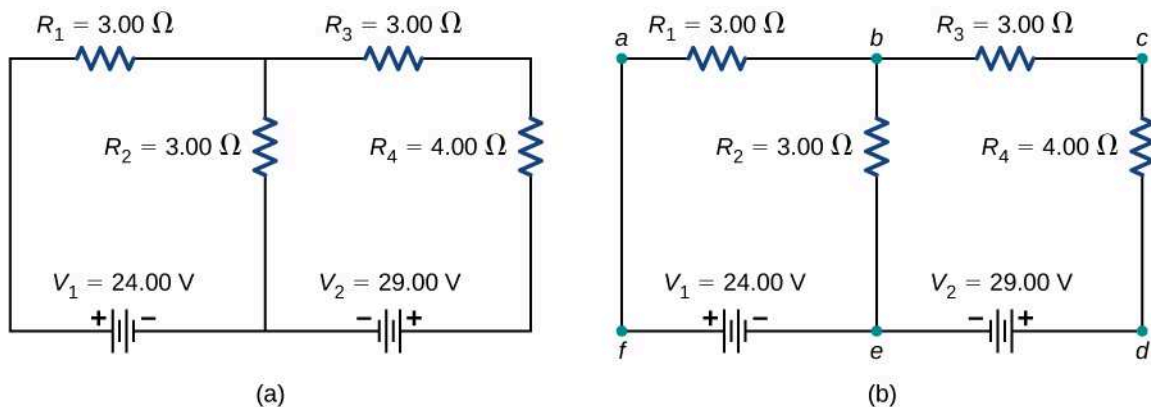 R₁ = 3.00 Ω
R₃ = 3.00 Ω
R₂ = 3.00 Ω
R₄ = 4.00 Ω
V₁ = 24.00 V
V₂ = 29.00 V
+ −
− +
(a)
a
R₁ = 3.00 Ω
b
R₃ = 3.00 Ω
c
R₂ = 3.00 Ω
R₄ = 4.00 Ω
V₁ = 24.00 V
V₂ = 29.00 V
+ −
− +
f
e
d
(b)